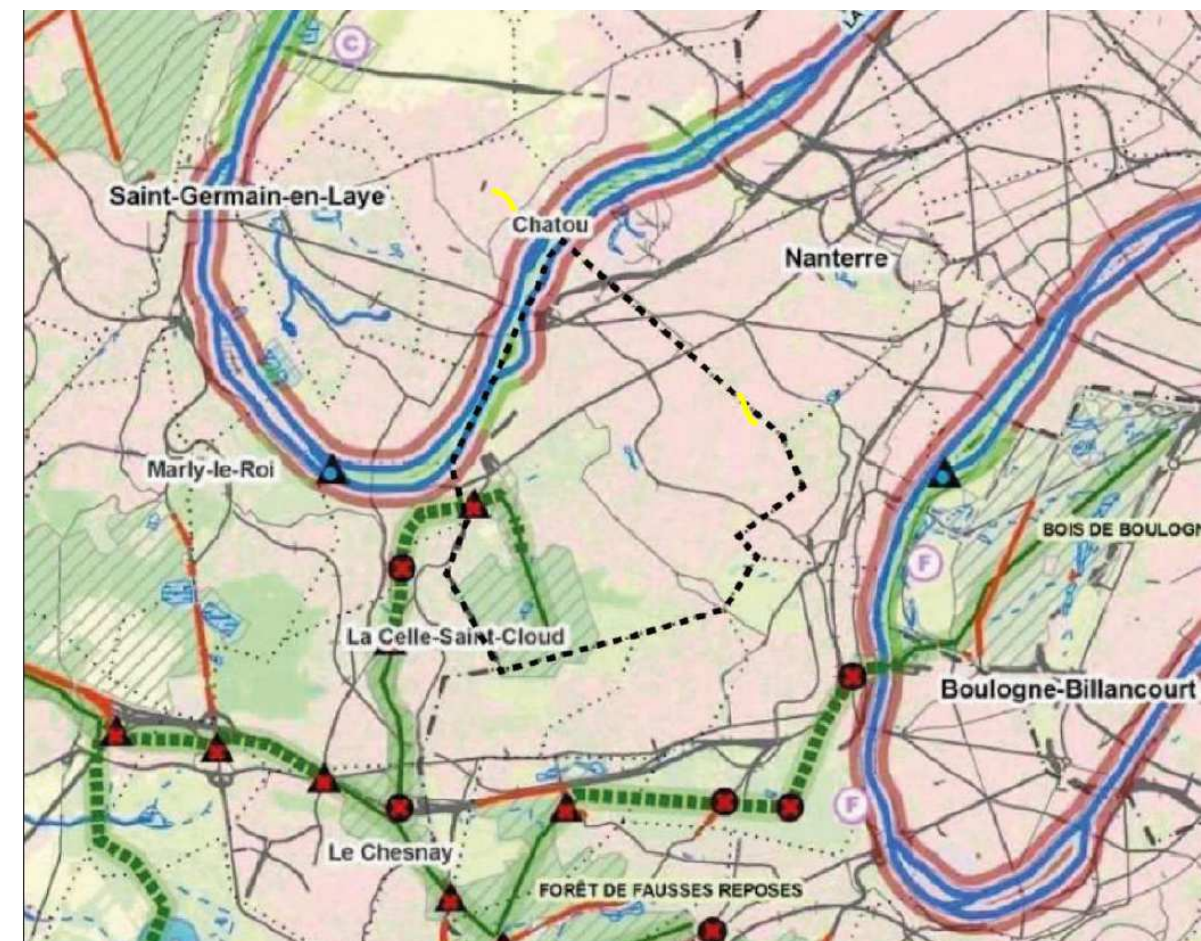 C
LA
Saint-Germain-en-Laye
Chatou
Nanterre
Marly-le-Roi
BOIS DE BOULOGN
F
La Celle-Saint-Cloud
Boulogne-Billancourt
F
Le Chesnay
FORÊT DE FAUSSES REPOSES